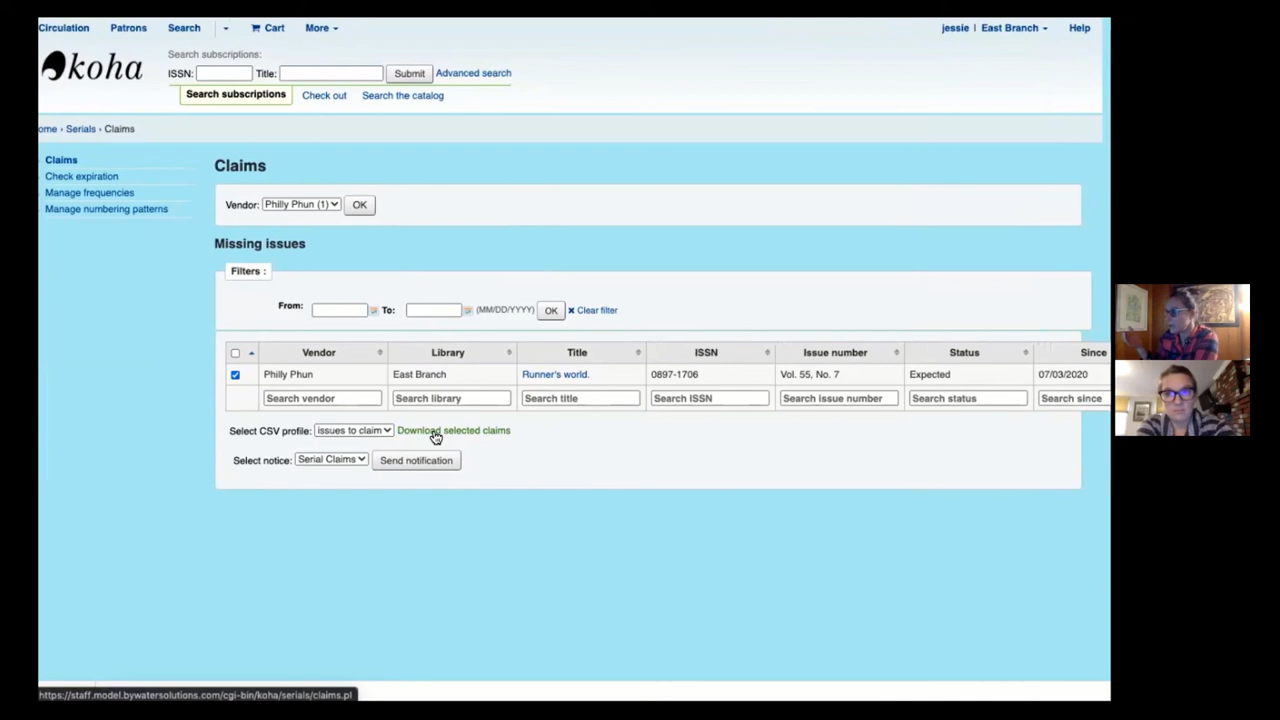 Circulation Patrons Search Cart More jessie | East Branch Help
koha
Search subscriptions:
ISSN: Title: Submit Advanced search
Search subscriptions Check out Search the catalog
ome › Serials › Claims
Claims
Check expiration
Manage frequencies
Manage numbering patterns
Claims
Vendor: Philly Phun (1) OK
Missing issues
Filters :
From: To: (MM/DD/YYYY) OK Clear filter
Vendor Library Title ISSN Issue number Status Since
Philly Phun East Branch Runner's world. 0897-1706 Vol. 55, No. 7 Expected 07/03/2020
Search vendor Search library Search title Search ISSN Search issue number Search status Search since
Select CSV profile: issues to claim Download selected claims
Select notice: Serial Claims Send notification
https://staff.model.bywatersolutions.com/cgi-bin/koha/serials/claims.pl